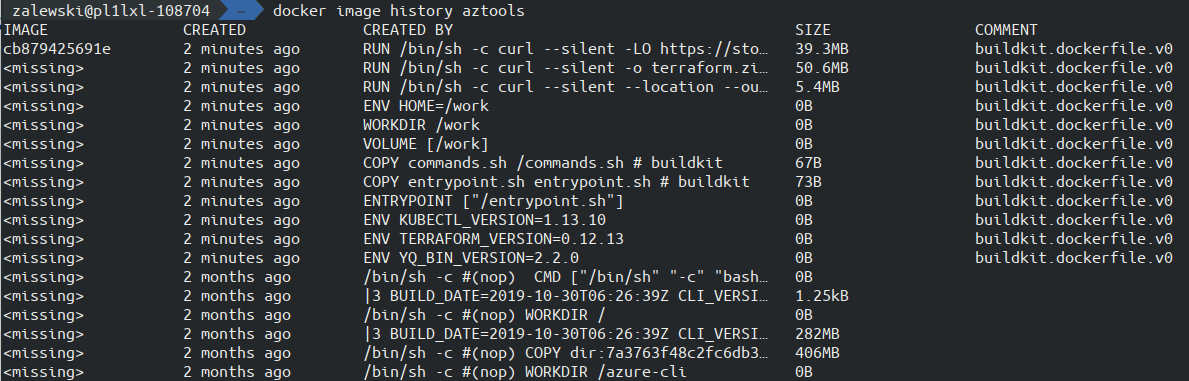 zalewski@pl1lxl-108704 ~ docker image history aztools
IMAGE CREATED CREATED BY SIZE COMMENT
cb879425691e 2 minutes ago RUN /bin/sh -c curl --silent -LO https://sto… 39.3MB buildkit.dockerfile.v0
<missing> 2 minutes ago RUN /bin/sh -c curl --silent -o terraform.zi… 50.6MB buildkit.dockerfile.v0
<missing> 2 minutes ago RUN /bin/sh -c curl --silent --location --ou… 5.4MB buildkit.dockerfile.v0
<missing> 2 minutes ago ENV HOME=/work 0B buildkit.dockerfile.v0
<missing> 2 minutes ago WORKDIR /work 0B buildkit.dockerfile.v0
<missing> 2 minutes ago VOLUME [/work] 0B buildkit.dockerfile.v0
<missing> 2 minutes ago COPY commands.sh /commands.sh # buildkit 67B buildkit.dockerfile.v0
<missing> 2 minutes ago COPY entrypoint.sh entrypoint.sh # buildkit 73B buildkit.dockerfile.v0
<missing> 2 minutes ago ENTRYPOINT ["/entrypoint.sh"] 0B buildkit.dockerfile.v0
<missing> 2 minutes ago ENV KUBECTL_VERSION=1.13.10 0B buildkit.dockerfile.v0
<missing> 2 minutes ago ENV TERRAFORM_VERSION=0.12.13 0B buildkit.dockerfile.v0
<missing> 2 minutes ago ENV YQ_BIN_VERSION=2.2.0 0B buildkit.dockerfile.v0
<missing> 2 months ago /bin/sh -c #(nop) CMD ["/bin/sh" "-c" "bash… 0B
<missing> 2 months ago |3 BUILD_DATE=2019-10-30T06:26:39Z CLI_VERSI… 1.25kB
<missing> 2 months ago /bin/sh -c #(nop) WORKDIR / 0B
<missing> 2 months ago |3 BUILD_DATE=2019-10-30T06:26:39Z CLI_VERSI… 282MB
<missing> 2 months ago /bin/sh -c #(nop) COPY dir:7a3763f48c2fc6db3… 406MB
<missing> 2 months ago /bin/sh -c #(nop) WORKDIR /azure-cli 0B